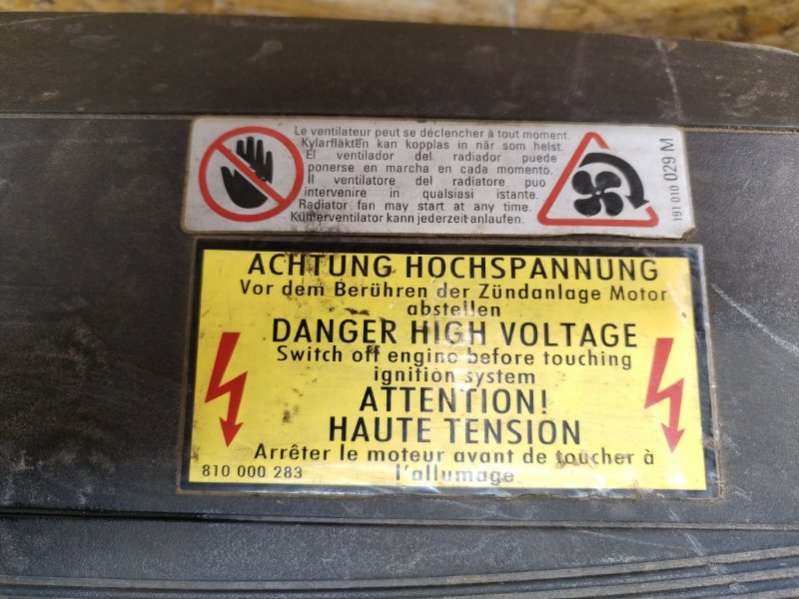 Le ventilateur peut se déclencher à tout moment.
Kylarfläkten kan kopplas in när som helst.
El ventilador del radiador puede
ponerse en marcha en cada momento.
Il ventilatore del radiatore puo
intervenire in qualsiasi istante.
Radiator fan may start at any time.
Kühlerventilator kann jederzeit anlaufen.
191 010 029 M
ACHTUNG HOCHSPANNUNG
Vor dem Berühren der Zündanlage Motor
abstellen
DANGER HIGH VOLTAGE
Switch off engine before touching
ignition system
ATTENTION!
HAUTE TENSION
Arrêter le moteur avant de toucher à
l'allumage
810 000 283